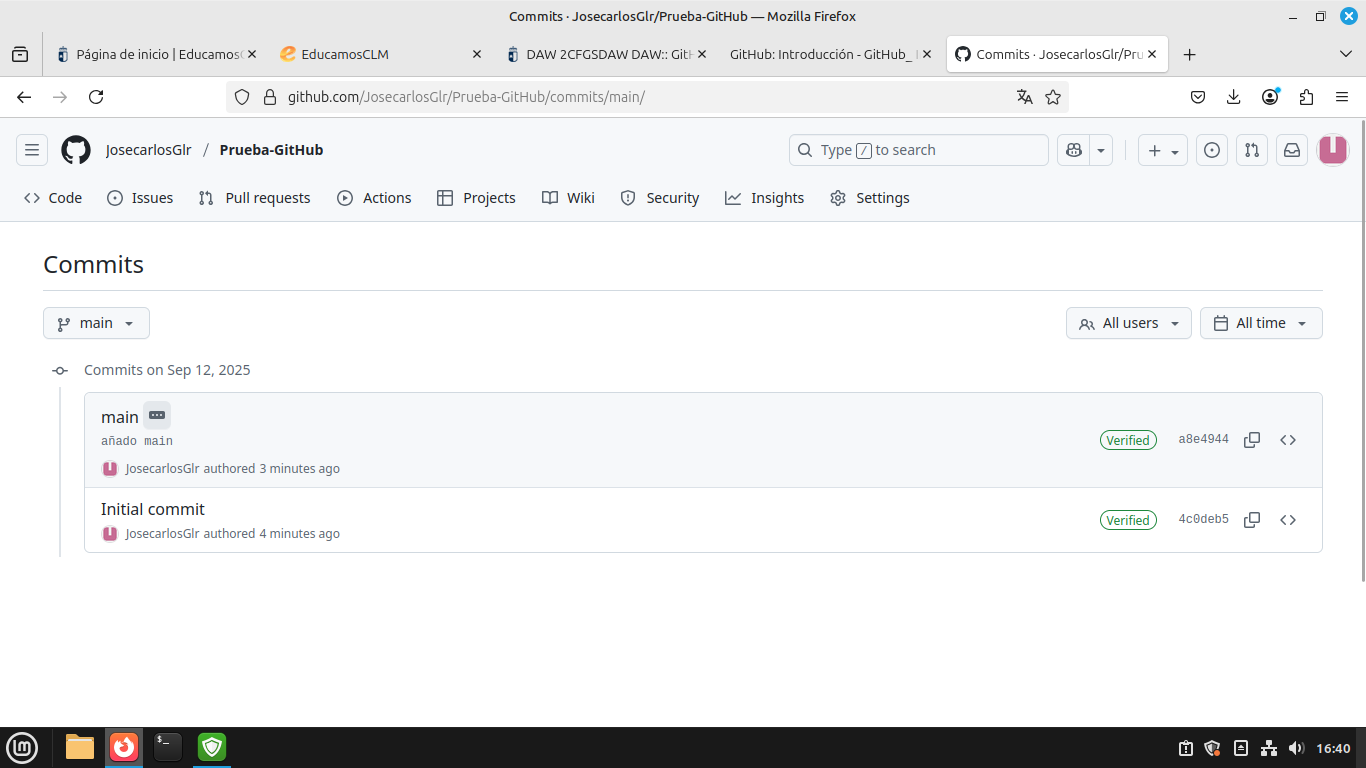 Commits · JosecarlosGlr/Prueba-GitHub — Mozilla Firefox
Página de inicio | Educamos
EducamosCLM
DAW 2CFGSDAW DAW:: GitH
GitHub: Introducción - GitHub_
Commits · JosecarlosGlr/Pru
github.com/JosecarlosGlr/Prueba-GitHub/commits/main/
JosecarlosGlr / Prueba-GitHub
Type / to search
Code
Issues
Pull requests
Actions
Projects
Wiki
Security
Insights
Settings
Commits
main
All users
All time
Commits on Sep 12, 2025
main
añado main
JosecarlosGlr authored 3 minutes ago
Verified
a8e4944
Initial commit
JosecarlosGlr authored 4 minutes ago
Verified
4c0deb5
16:40